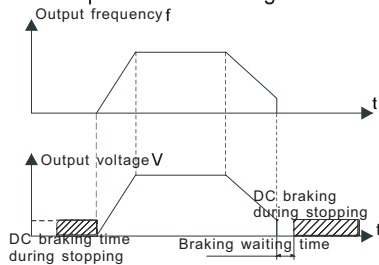 Output frequency f
t
Output voltage V
DC braking
during stopping
t
DC braking time
during stopping
Braking waiting time